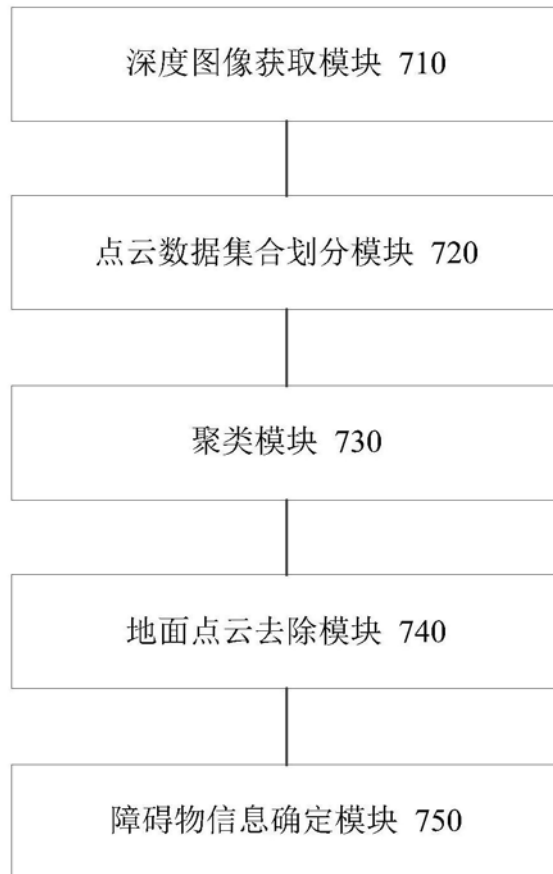 深度图像获取模块 710
点云数据集合划分模块 720
聚类模块 730
地面点云去除模块 740
障碍物信息确定模块 750